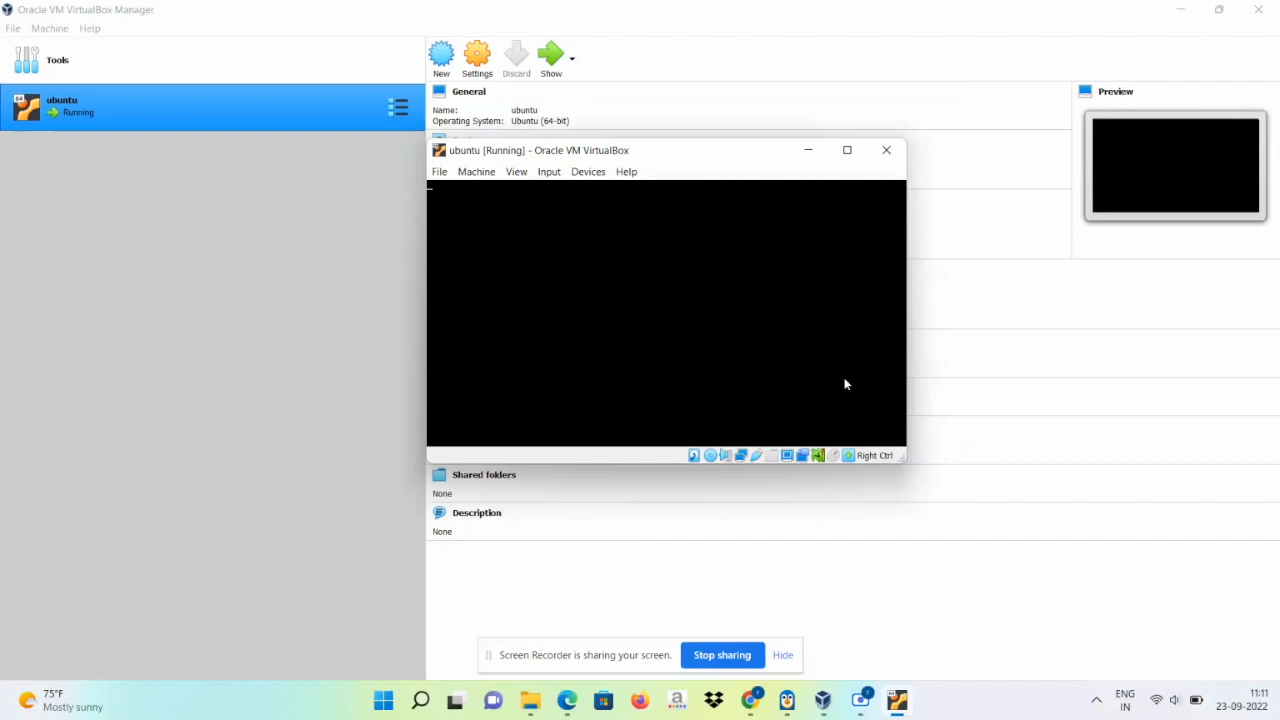 Oracle VM VirtualBox Manager
File Machine Help
Tools
New Settings Discard Show
64 ubuntu
Running
General
Name: ubuntu
Operating System: Ubuntu (64-bit)
Preview
ubuntu [Running] - Oracle VM VirtualBox
File Machine View Input Devices Help
Right Ctrl
Shared folders
None
Description
None
Screen Recorder is sharing your screen. Stop sharing Hide
75°F
Mostly sunny
ENG
IN
11:11
23-09-2022